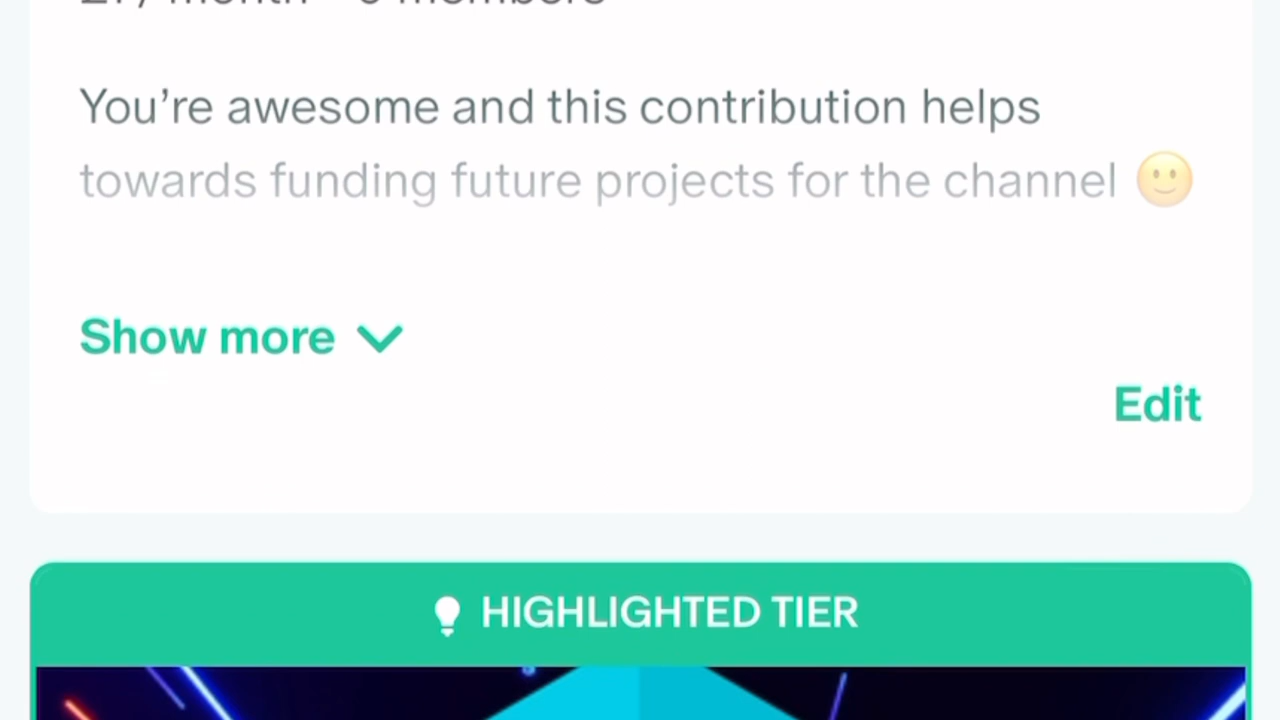 You’re awesome and this contribution helps
towards funding future projects for the channel 🙂
Show more
Edit
HIGHLIGHTED TIER